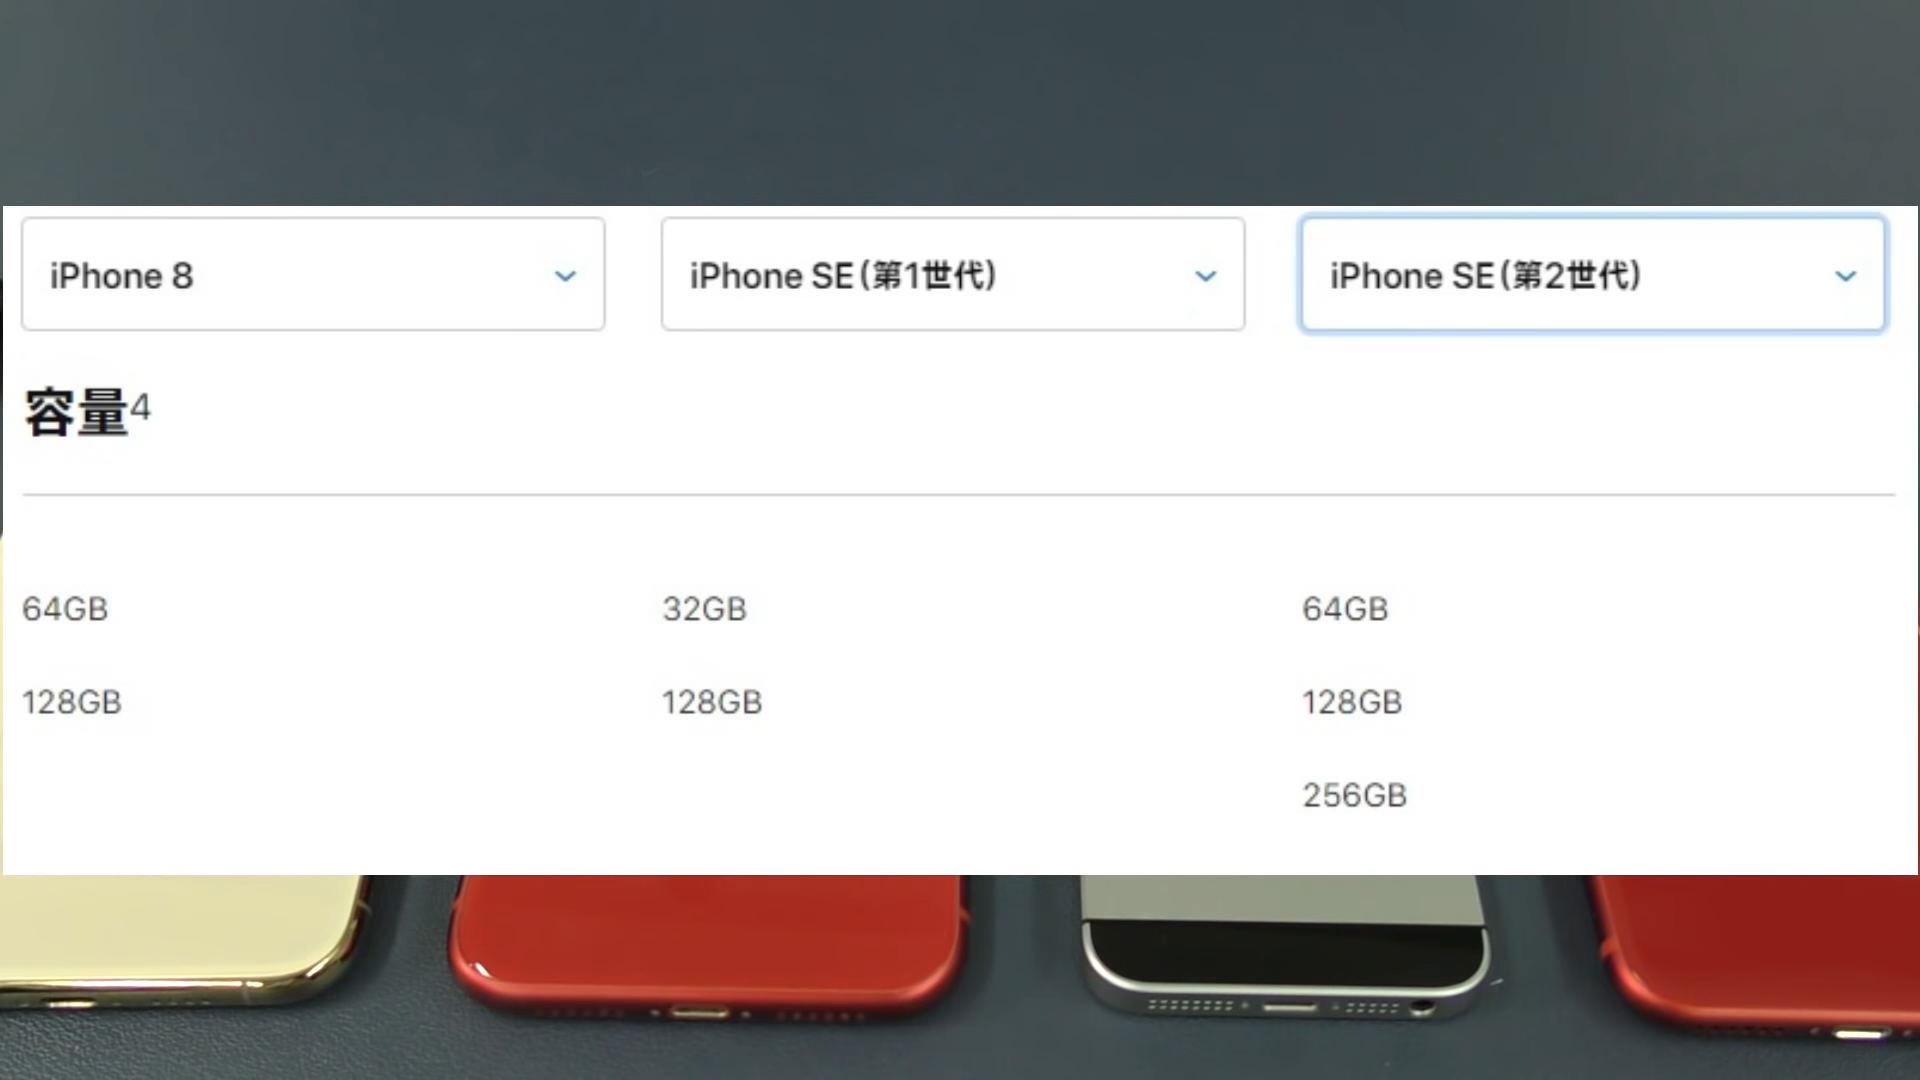 iPhone 8
iPhone SE(第1世代)
iPhone SE(第2世代)
容量4
64GB
32GB
64GB
128GB
128GB
128GB
256GB